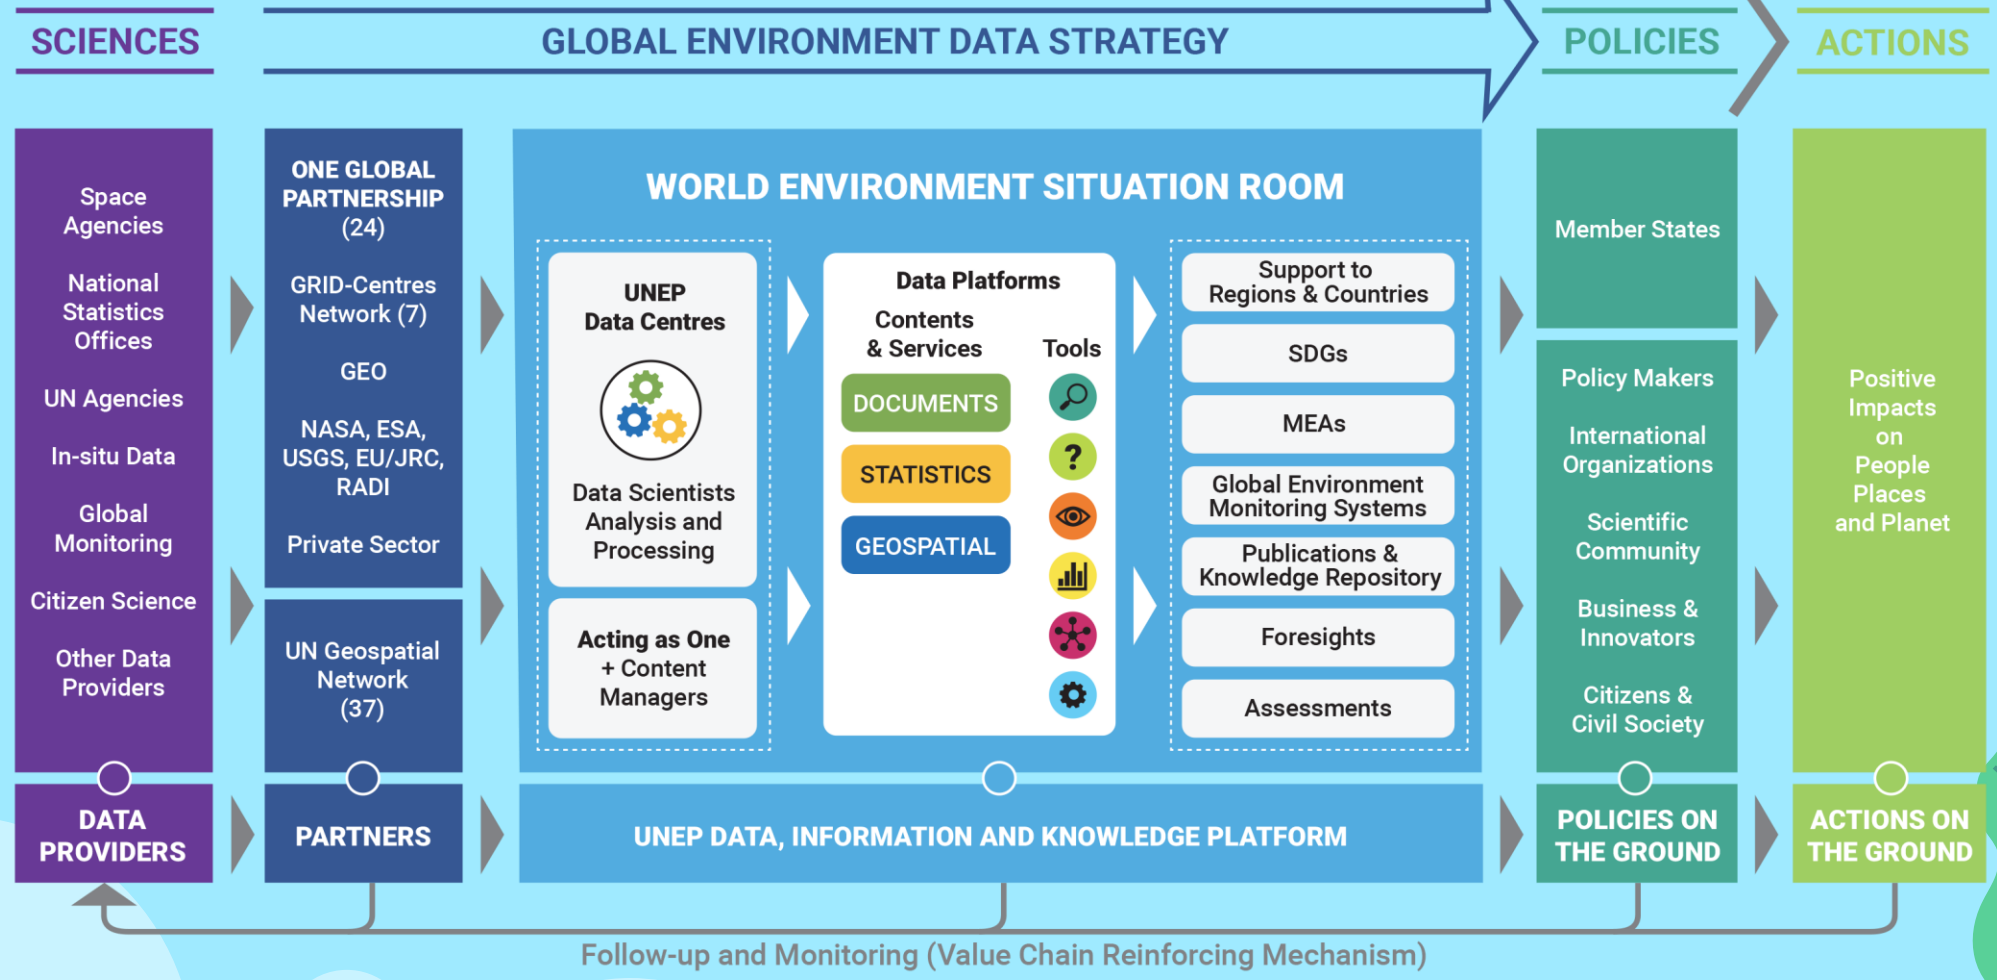 SCIENCES
GLOBAL ENVIRONMENT DATA STRATEGY
POLICIES
ACTIONS
Space
Agencies
National
Statistics
Offices
UN Agencies
In-situ Data
Global
Monitoring
Citizen Science
Other Data
Providers
ONE GLOBAL
PARTNERSHIP
(24)
GRID-Centres
Network (7)
GEO
NASA, ESA,
USGS, EU/JRC,
RADI
Private Sector
UN Geospatial
Network
(37)
WORLD ENVIRONMENT SITUATION ROOM
UNEP
Data Centres
Data Scientists
Analysis and
Processing
Acting as One
+ Content
Managers
Data Platforms
Contents
& Services
Tools
DOCUMENTS
STATISTICS
GEOSPATIAL
?
Support to
Regions & Countries
SDGs
MEAs
Global Environment
Monitoring Systems
Publications &
Knowledge Repository
Foresights
Assessments
Member States
Policy Makers
International
Organizations
Scientific
Community
Business &
Innovators
Citizens &
Civil Society
Positive
Impacts
on
People
Places
and Planet
DATA
PROVIDERS
PARTNERS
UNEP DATA, INFORMATION AND KNOWLEDGE PLATFORM
POLICIES ON
THE GROUND
ACTIONS ON
THE GROUND
Follow-up and Monitoring (Value Chain Reinforcing Mechanism)